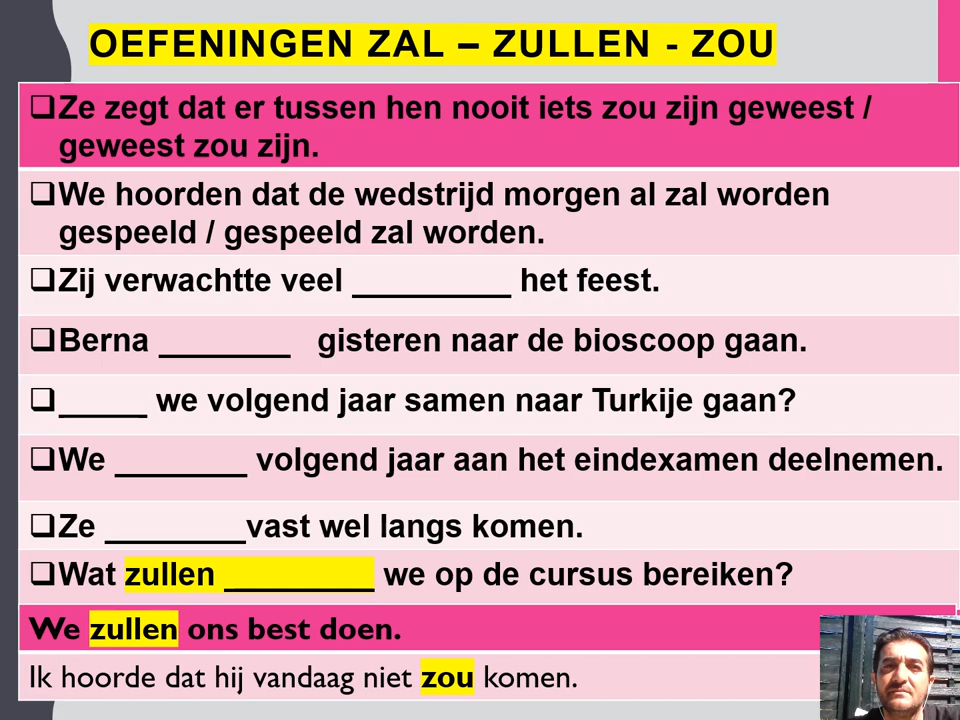 OEFENINGEN ZAL – ZULLEN - ZOU
❑Ze zegt dat er tussen hen nooit iets zou zijn geweest /
geweest zou zijn.
❑We hoorden dat de wedstrijd morgen al zal worden
gespeeld / gespeeld zal worden.
❑Zij verwachtte veel _________ het feest.
❑Berna _______ gisteren naar de bioscoop gaan.
❑_____ we volgend jaar samen naar Turkije gaan?
❑We _______ volgend jaar aan het eindexamen deelnemen.
❑Ze ________vast wel langs komen.
❑Wat zullen ________ we op de cursus bereiken?
We zullen ons best doen.
Ik hoorde dat hij vandaag niet zou komen.